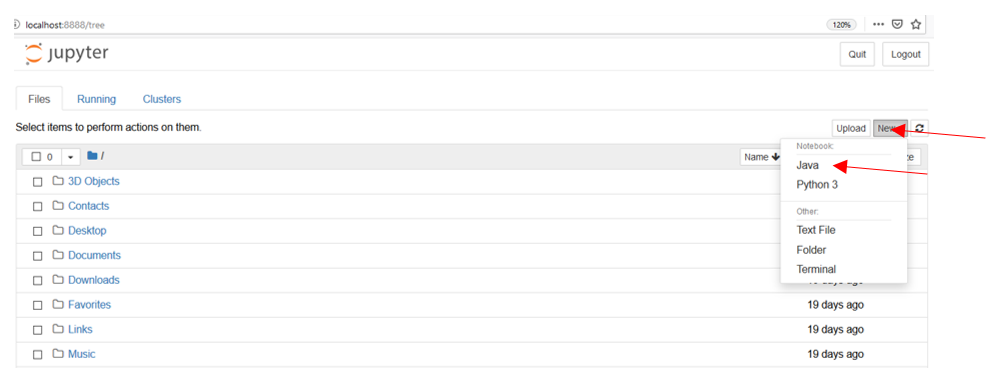 localhost:8888/tree 120%
jupyter Quit Logout
Files Running Clusters
Select items to perform actions on them. Upload New
0 / Name
Notebook:
Java
Python 3
Other:
Text File
Folder
Terminal
3D Objects
Contacts
Desktop
Documents
Downloads
Favorites 19 days ago
Links 19 days ago
Music 19 days ago